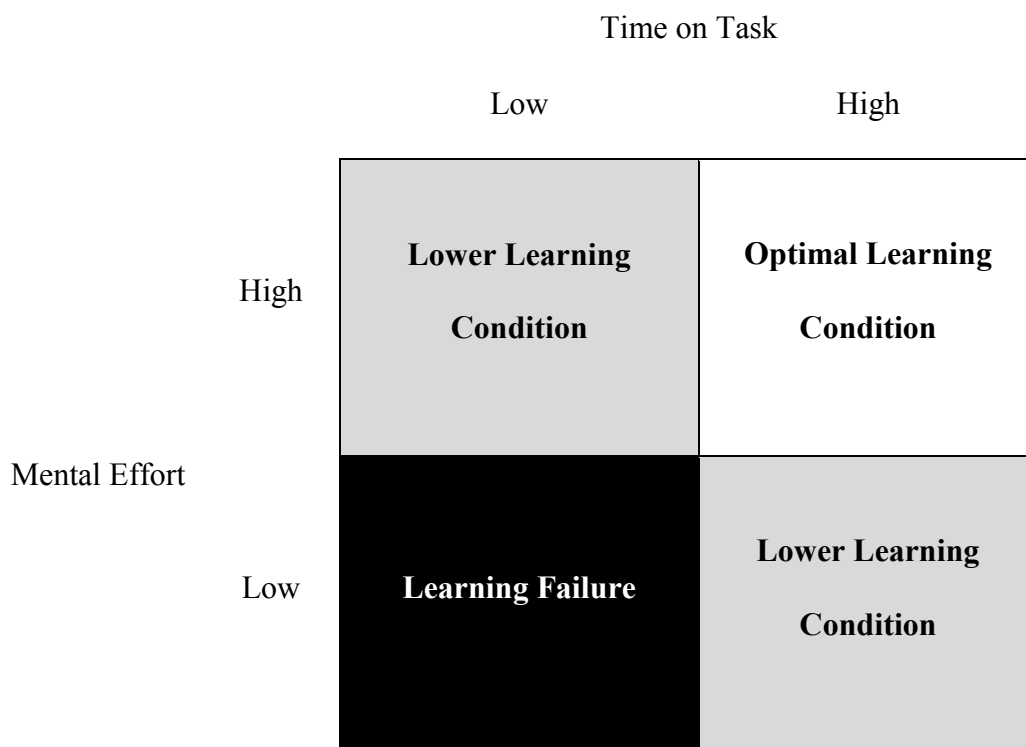 Time on Task
Low
High
High
Lower Learning
Condition
Optimal Learning
Condition
Mental Effort
Low
Learning Failure
Lower Learning
Condition